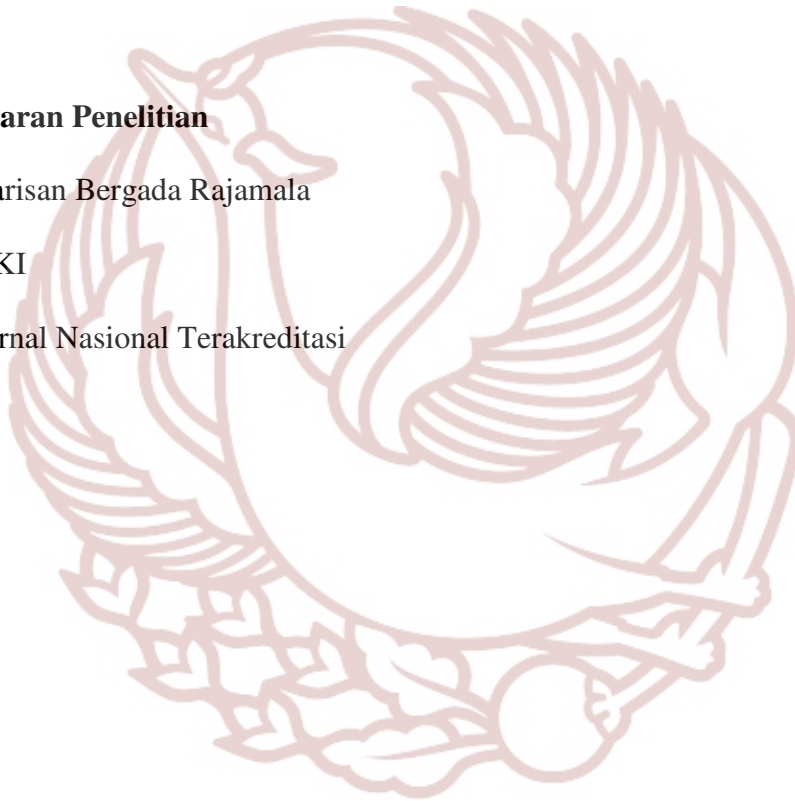 aran Penelitian
arisan Bergada Rajamala
KI
rnal Nasional Terakreditasi